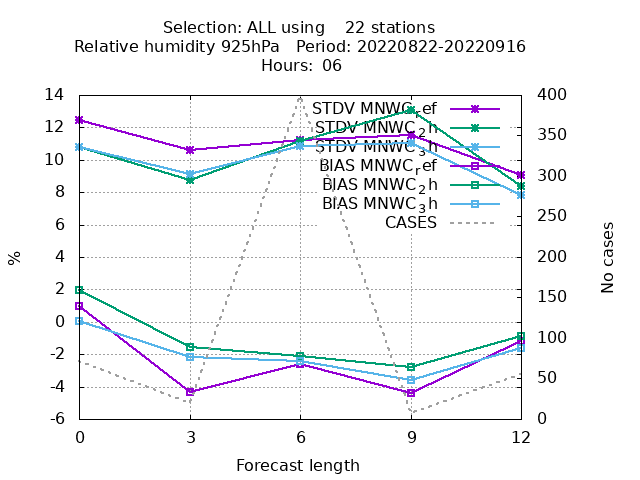 Selection: ALL using 22 stations
Relative humidity 925hPa Period: 20220822-20220916
Hours: 06
14
12
10
8
6
4
2
0
-2
-4
-6
%
400
350
300
250
200
150
100
50
0
No cases
STDV MNWC_ref
STDV MNWC_2h
STDV MNWC_3h
BIAS MNWC_ref
BIAS MNWC_2h
BIAS MNWC_3h
CASES
0 3 6 9 12
Forecast length